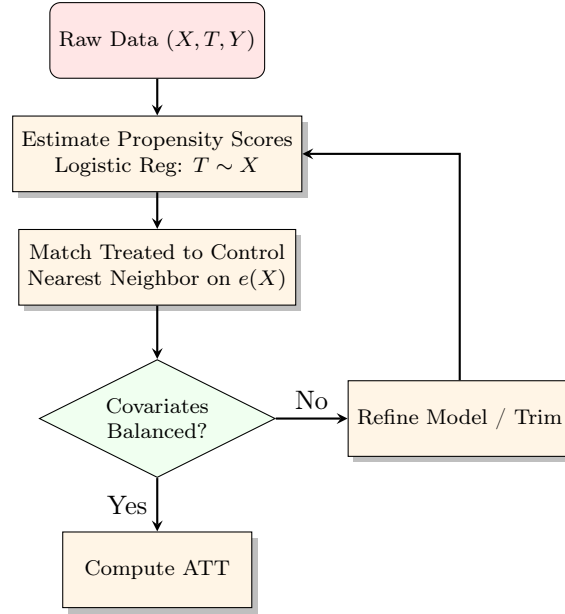 Raw Data (X, T, Y)
Estimate Propensity Scores
Logistic Reg: T ∼ X
Match Treated to Control
Nearest Neighbor on e(X)
Covariates
Balanced?
No
Refine Model / Trim
Yes
Compute ATT